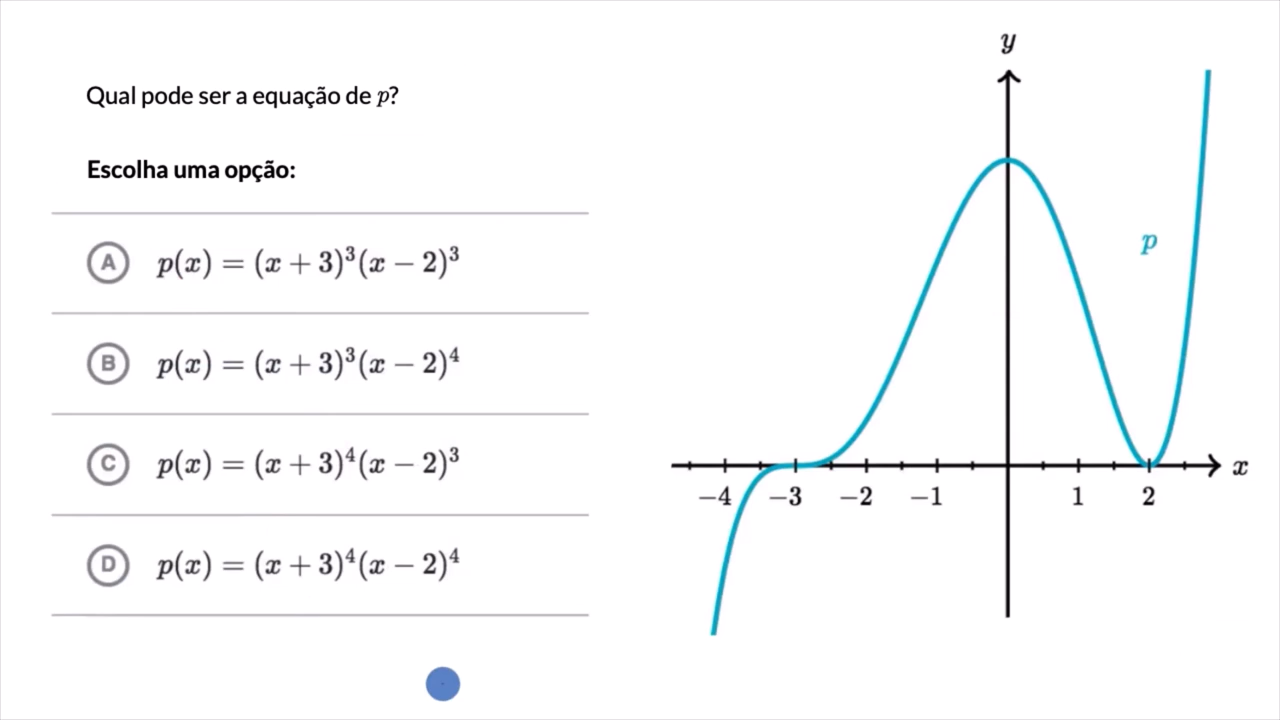 Qual pode ser a equação de p?
Escolha uma opção:
A p(x) = (x + 3)³(x − 2)³
B p(x) = (x + 3)³(x − 2)⁴
C p(x) = (x + 3)⁴(x − 2)³
D p(x) = (x + 3)⁴(x − 2)⁴
y
p
x
−4 −3 −2 −1 1 2